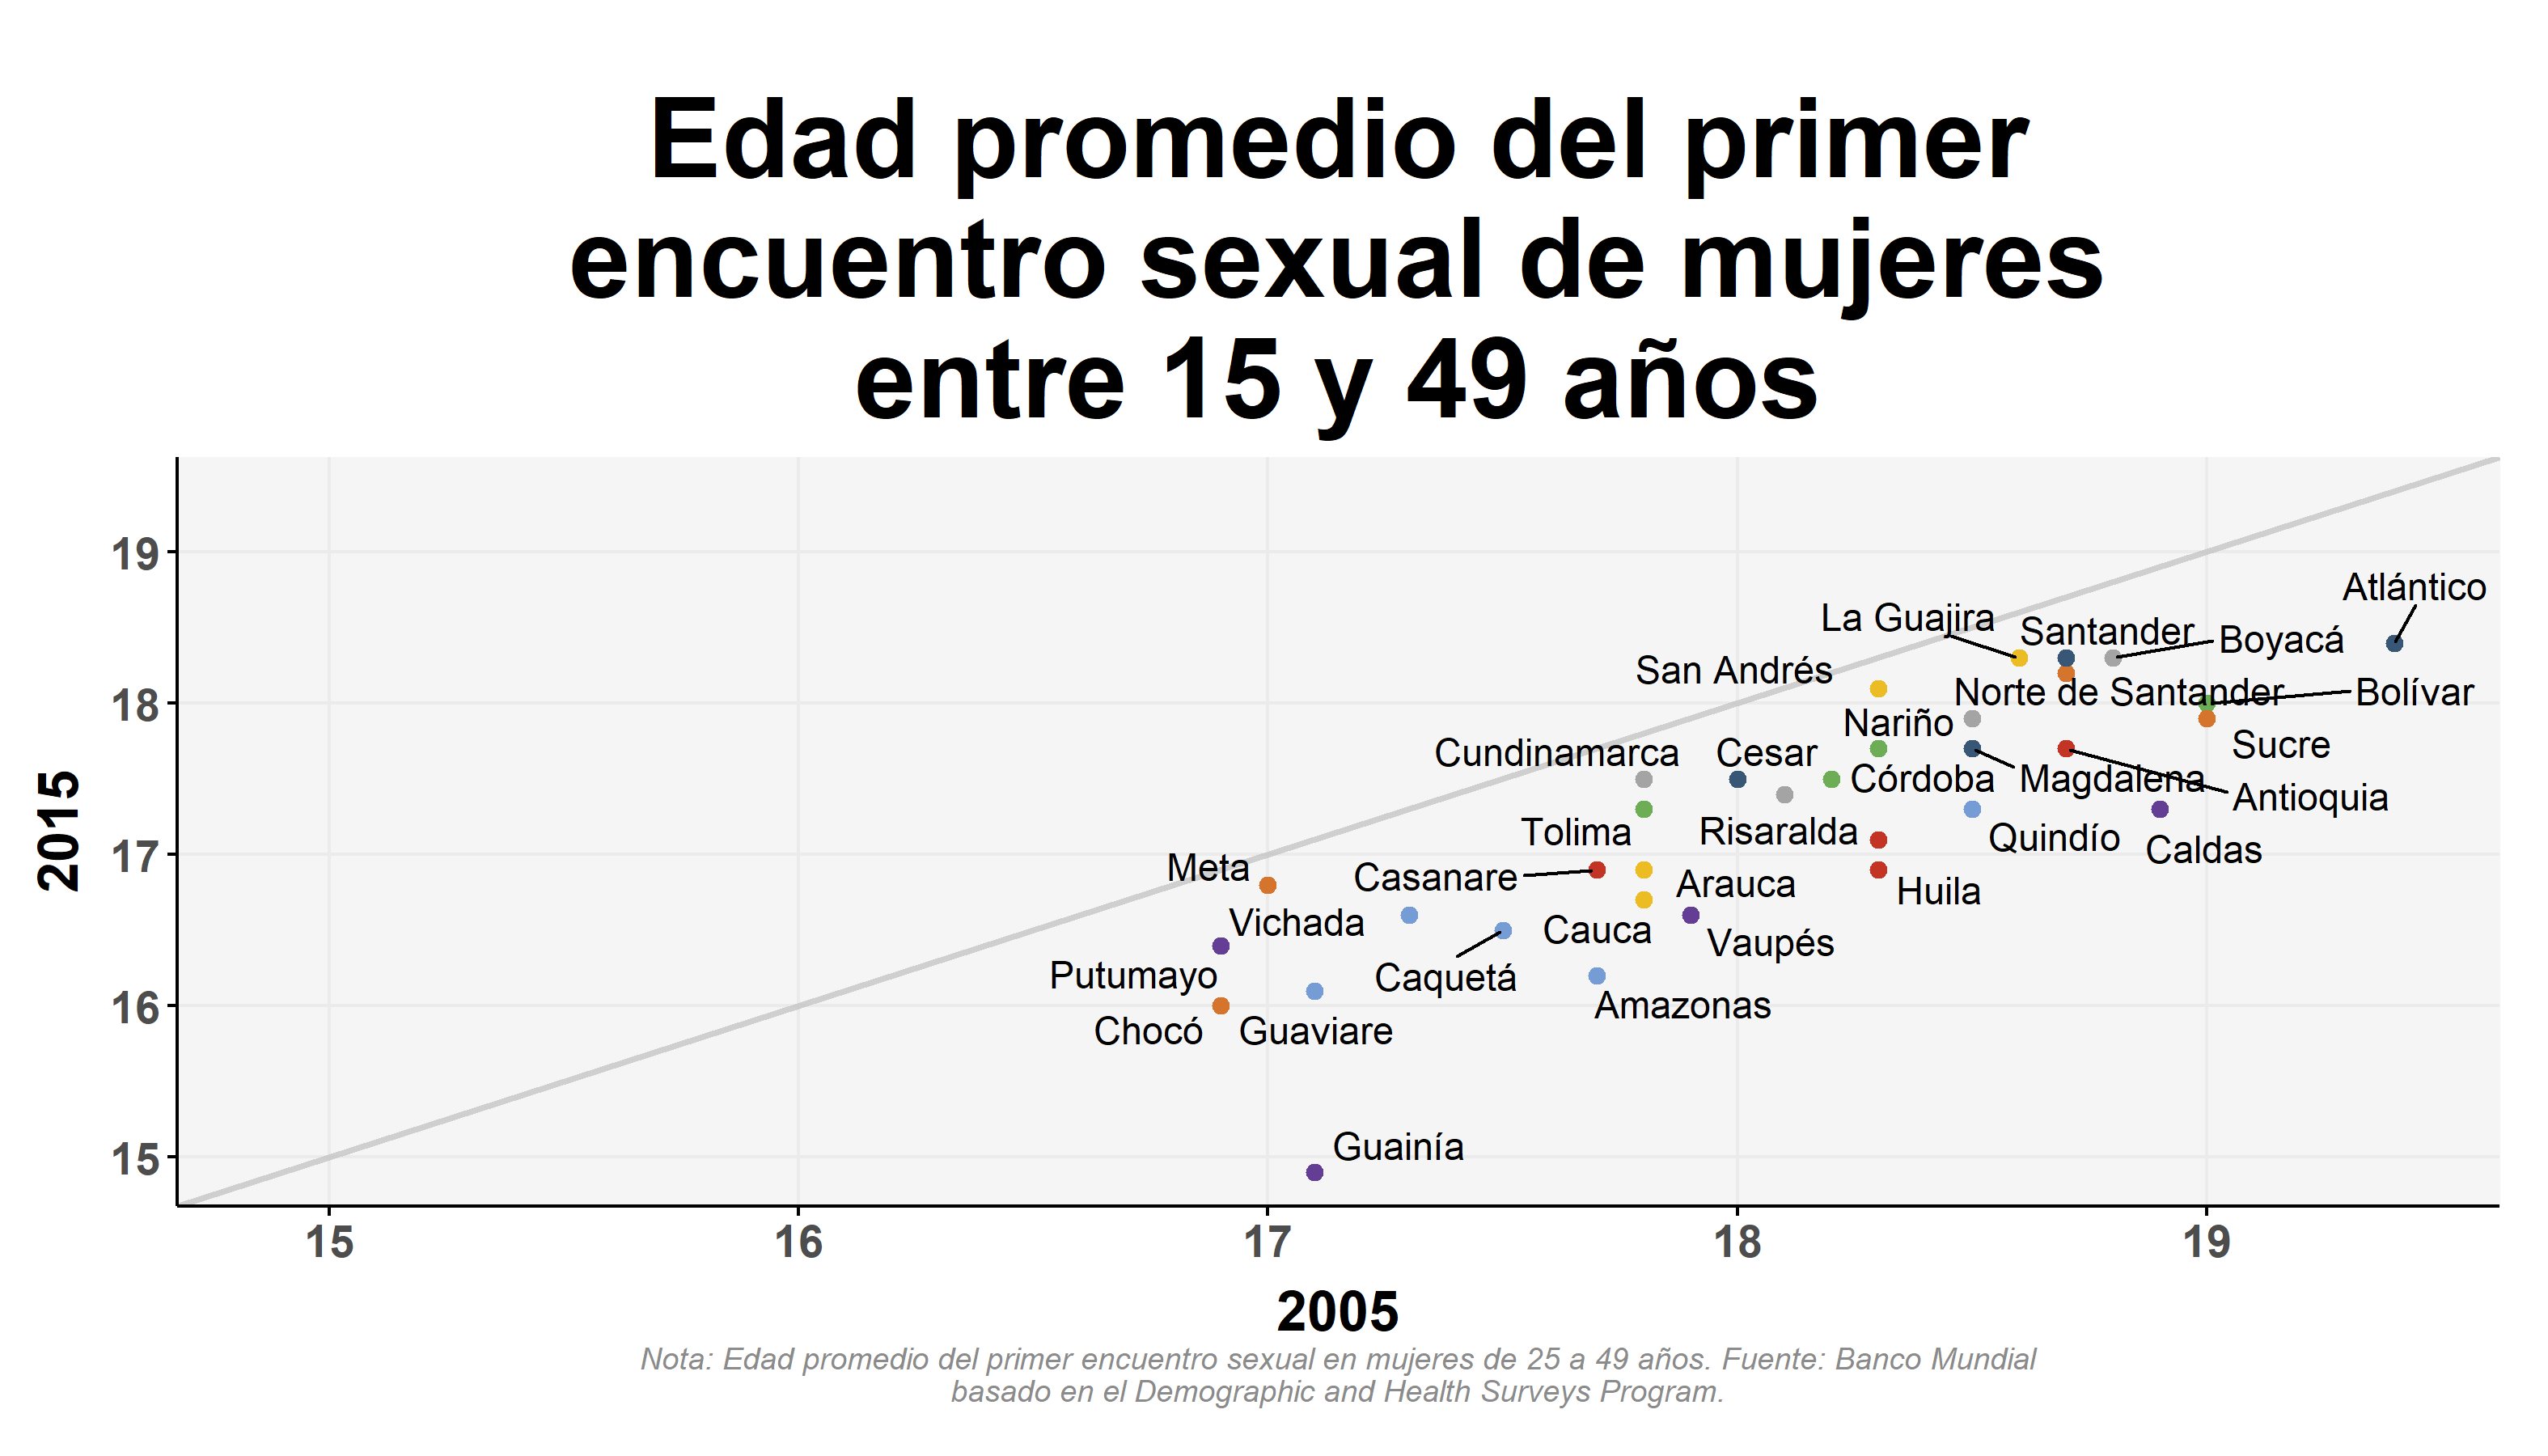 Edad promedio del primer
encuentro sexual de mujeres
entre 15 y 49 años
2015
19
18
17
16
15
Atlántico
La Guajira
Santander
Boyacá
San Andrés
Norte de Santander
Bolívar
Nariño
Sucre
Cundinamarca
Cesar
Córdoba
Magdalena
Antioquia
Tolima
Risaralda
Quindío
Caldas
Meta
Casanare
Arauca
Huila
Vichada
Cauca
Vaupés
Putumayo
Caquetá
Amazonas
Chocó
Guaviare
Guainía
15
16
17
18
19
2005
Nota: Edad promedio del primer encuentro sexual en mujeres de 25 a 49 años. Fuente: Banco Mundial
basado en el Demographic and Health Surveys Program.